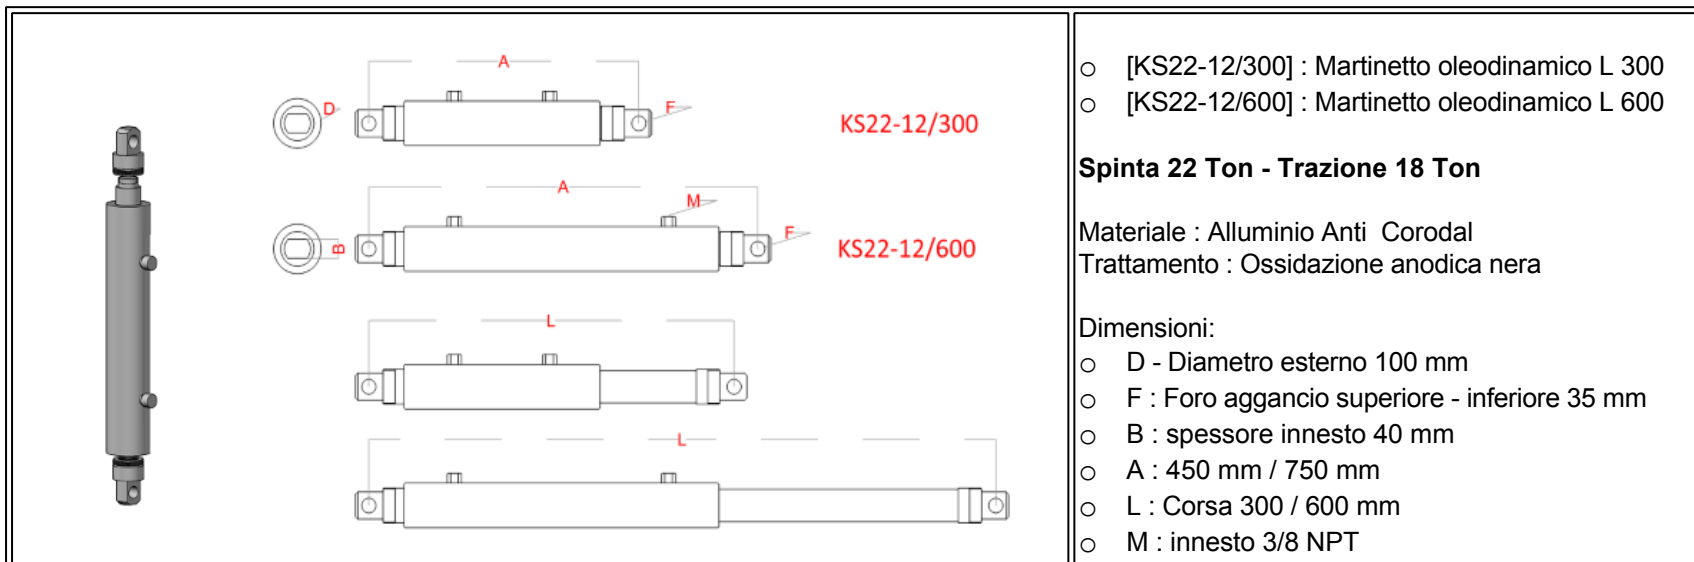 A
D
F
KS22-12/300
A
M
F
B
KS22-12/600
L
L
[KS22-12/300] : Martinetto oleodinamico L 300
[KS22-12/600] : Martinetto oleodinamico L 600
Spinta 22 Ton - Trazione 18 Ton
Materiale : Alluminio Anti  Corodal
Trattamento : Ossidazione anodica nera
Dimensioni:
D - Diametro esterno 100 mm
F : Foro aggancio superiore - inferiore 35 mm
B : spessore innesto 40 mm
A : 450 mm / 750 mm
L : Corsa 300 / 600 mm
M : innesto 3/8 NPT